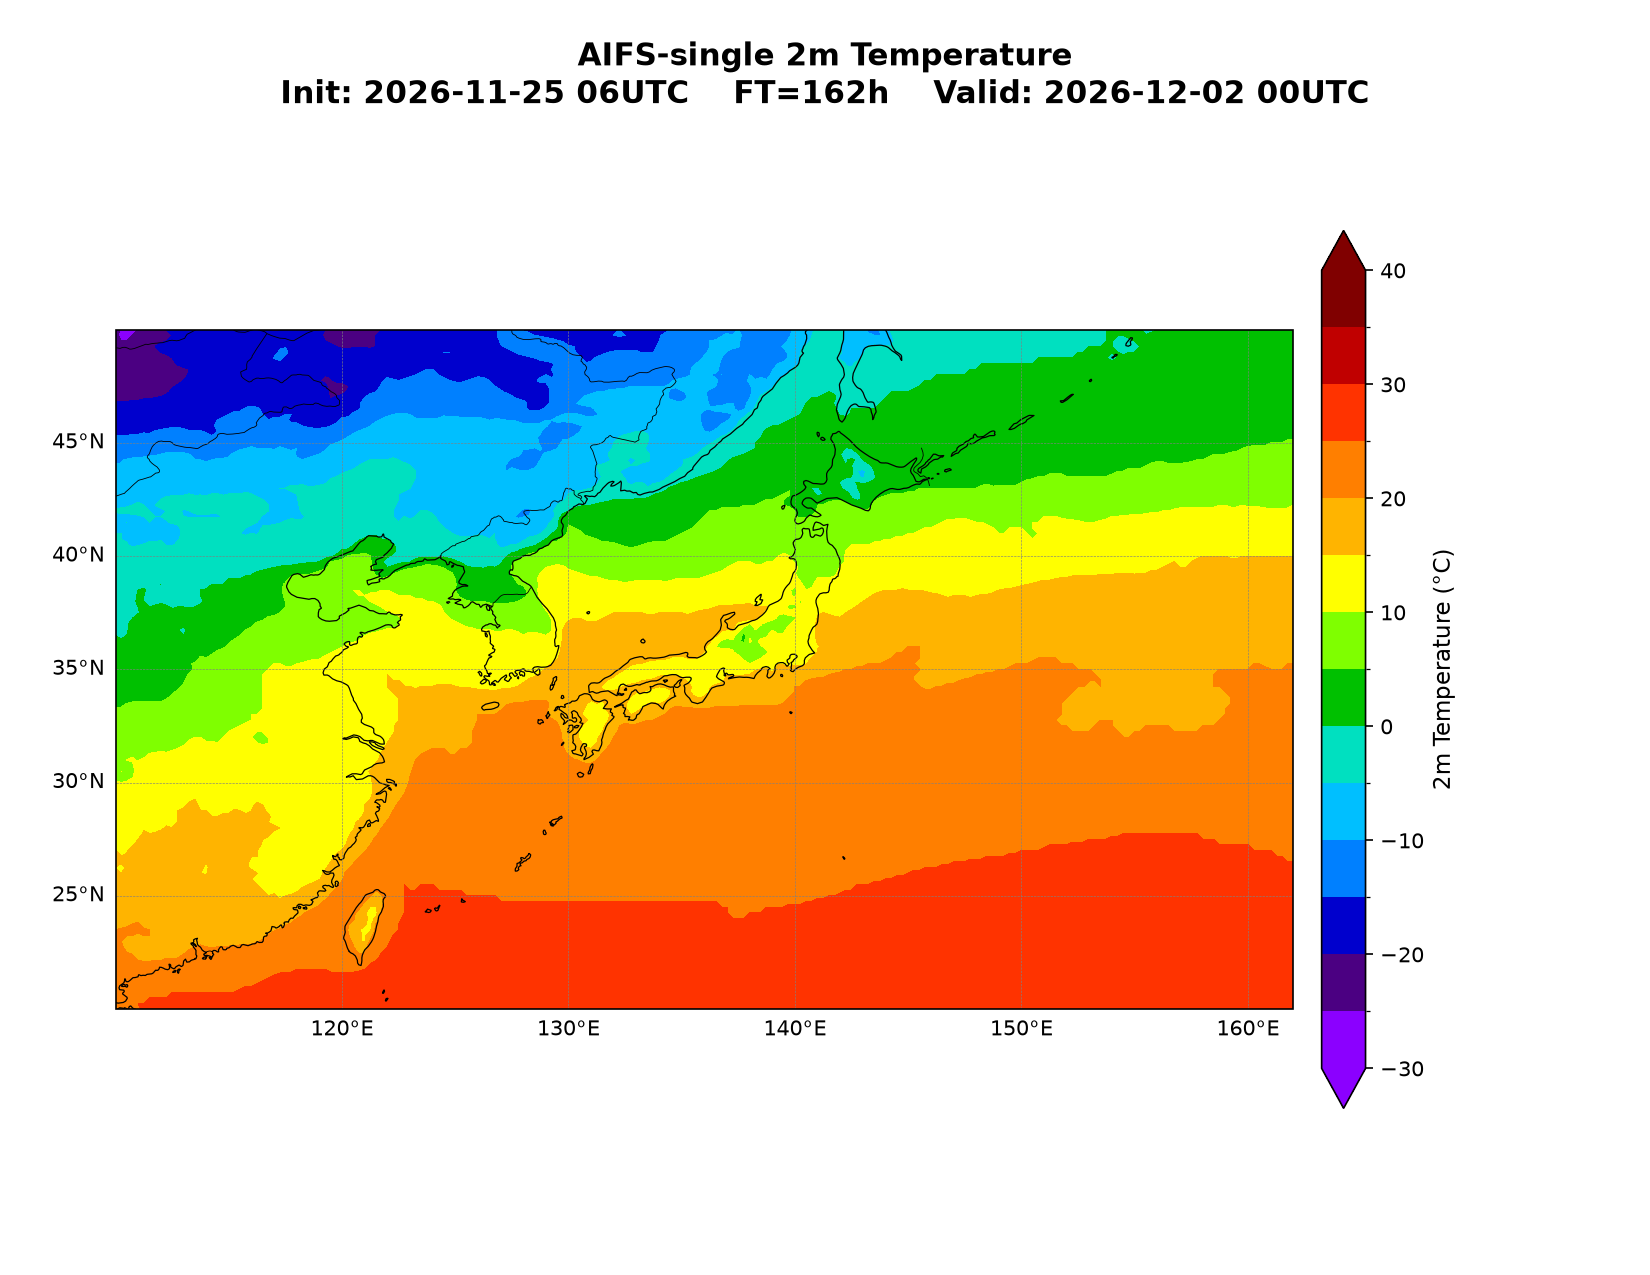 AIFS-single 2m Temperature
Init: 2026-11-25 06UTC    FT=162h    Valid: 2026-12-02 00UTC
45°N
40°N
35°N
30°N
25°N
120°E
130°E
140°E
150°E
160°E
40
30
20
10
0
−10
−20
−30
2m Temperature (°C)